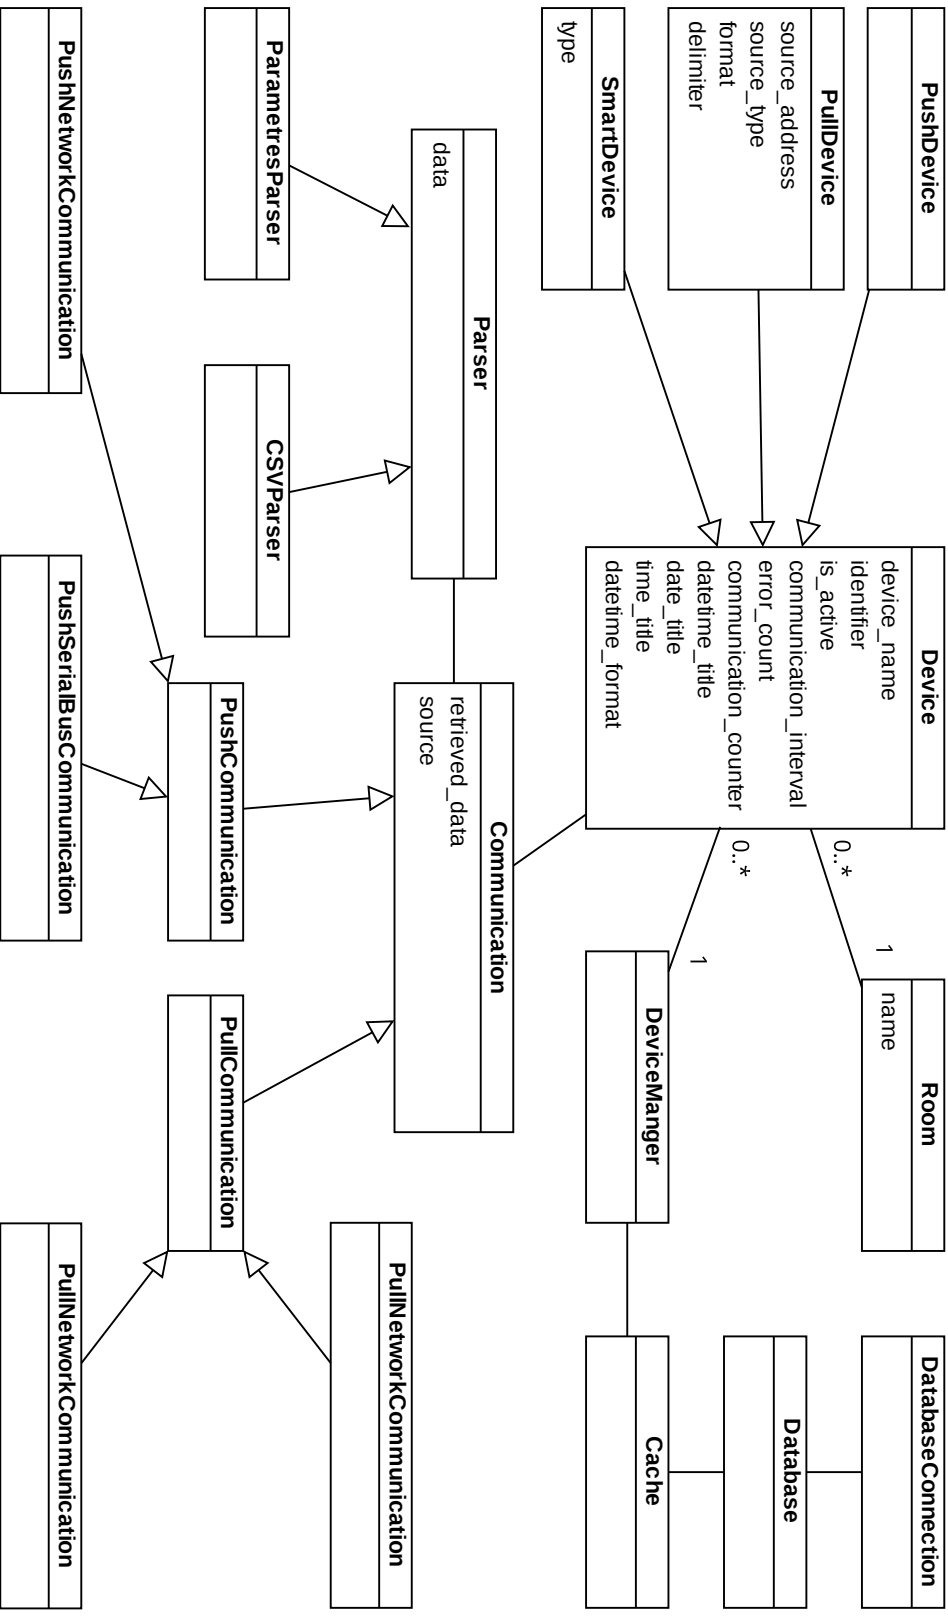 PushDevice
PullDevice
source_address
source_type
format
delimiter
SmartDevice
type
Device
device_name
identifier
is_active
communication_interval
error_count
communication_counter
datetime_title
date_title
time_title
datetime_format
0..*
1
0..*
1
Room
name
DeviceManger
DatabaseConnection
Database
Cache
Parser
data
ParametresParser
CSVParser
Communication
retrieved_data
source
PushCommunication
PullCommunication
PullNetworkCommunication
PushNetworkCommunication
PushSerialBusCommunication
PullNetworkCommunication